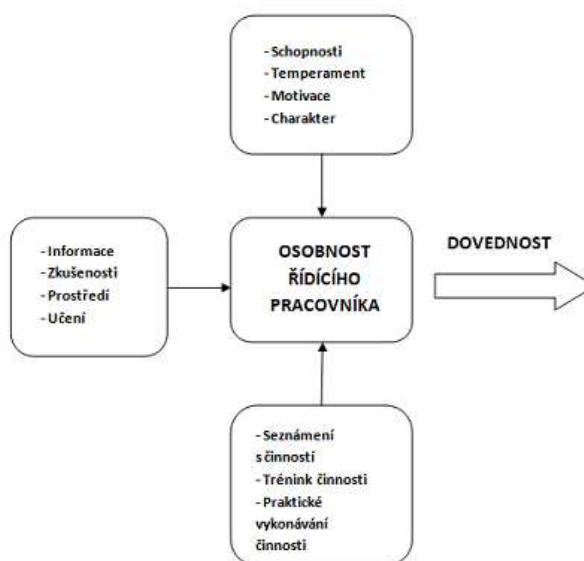 - Schopnosti
- Temperament
- Motivace
- Charakter
- Informace
- Zkušenosti
- Prostředí
- Učení
OSOBNOST
ŘÍDÍCÍHO
PRACOVNÍKA
DOVEDNOST
- Seznámení
s činností
- Trénink činnosti
- Praktické
vykonávání
činnosti